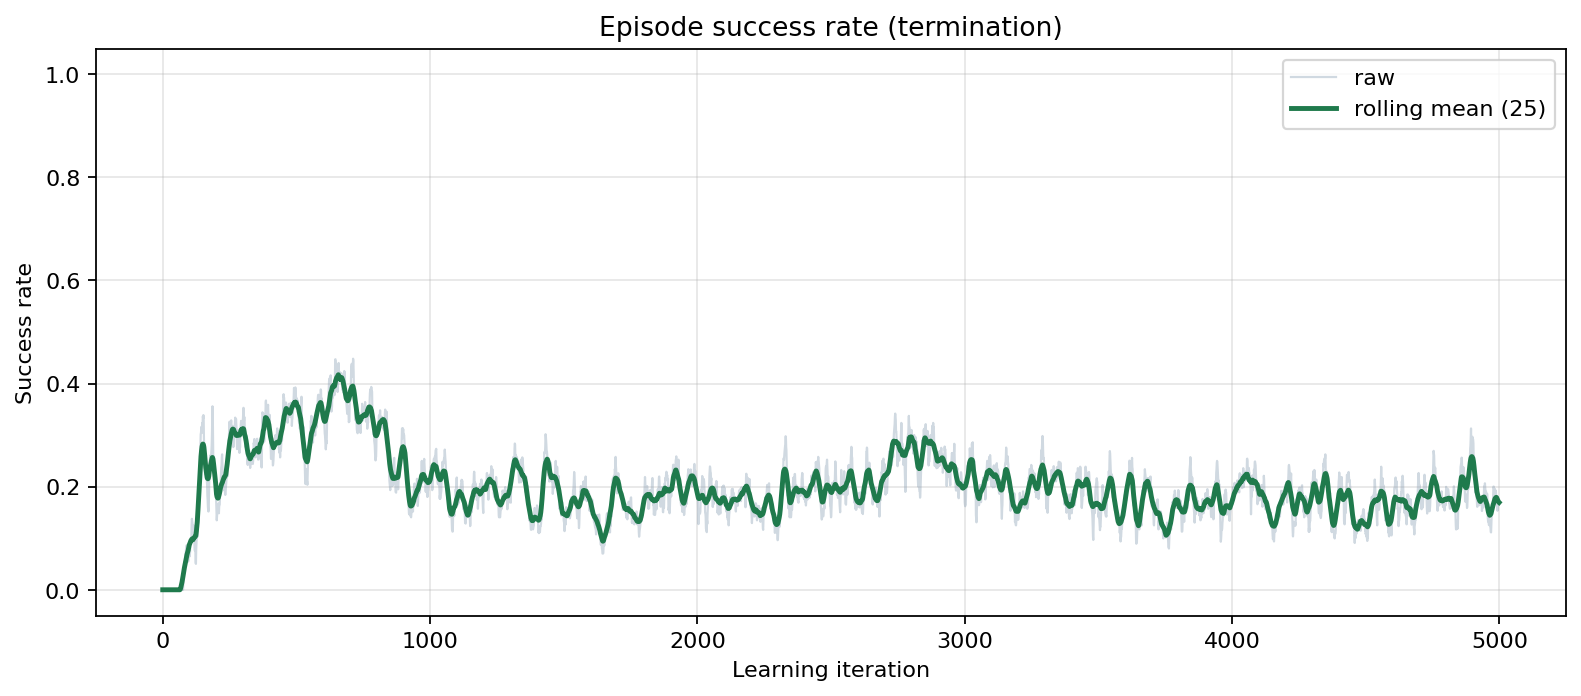 Episode success rate (termination)
raw
rolling mean (25)
1.0
0.8
0.6
0.4
0.2
0.0
Success rate
0
1000
2000
3000
4000
5000
Learning iteration